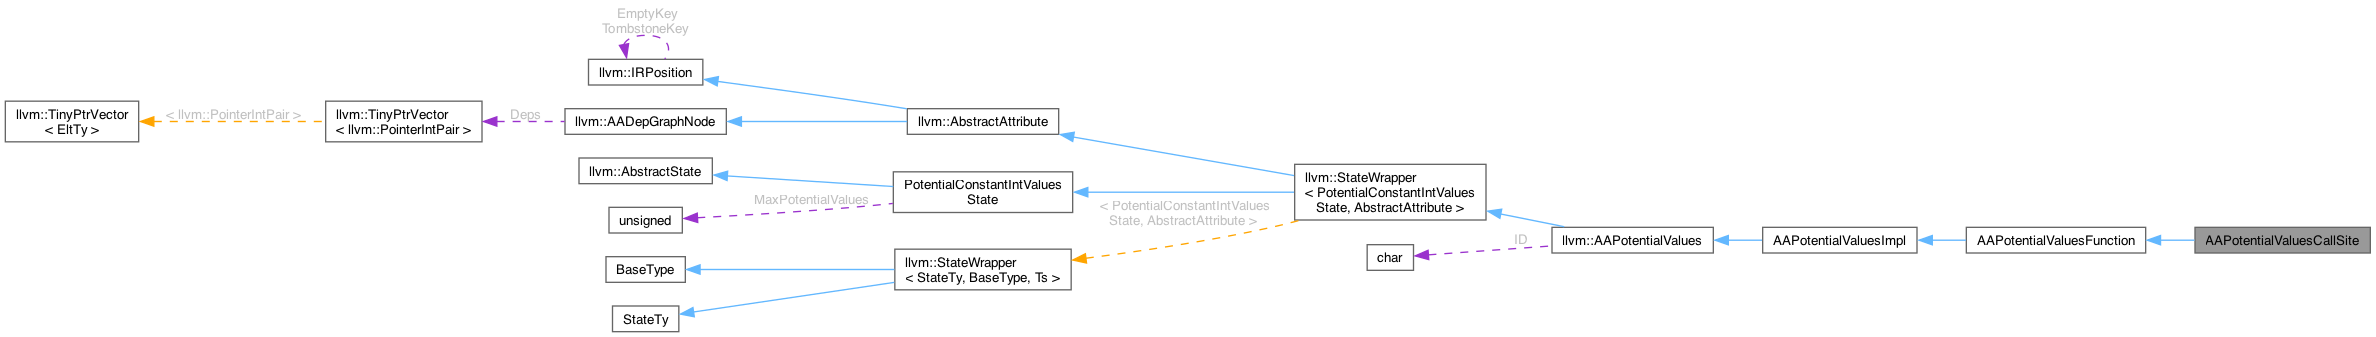 EmptyKey
TombstoneKey
llvm::IRPosition
llvm::TinyPtrVector
< EltTy >
< llvm::PointerIntPair >
llvm::TinyPtrVector
< llvm::PointerIntPair >
Deps
llvm::AADepGraphNode
llvm::AbstractAttribute
llvm::AbstractState
PotentialConstantIntValues
State
MaxPotentialValues
unsigned
llvm::StateWrapper
< PotentialConstantIntValues
State, AbstractAttribute >
< PotentialConstantIntValues
State, AbstractAttribute >
BaseType
llvm::StateWrapper
< StateTy, BaseType, Ts >
StateTy
char
ID
llvm::AAPotentialValues
AAPotentialValuesImpl
AAPotentialValuesFunction
AAPotentialValuesCallSite